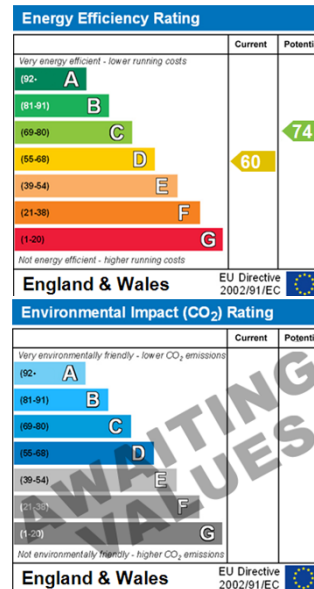 Energy Efficiency Rating
Current Potenti
Very energy efficient - lower running costs
(92- A
(81-91) B
(69-80) C 74
(55-68) D 60
(39-54) E
(21-38) F
(1-20) G
Not energy efficient - higher running costs
England & Wales EU Directive
2002/91/EC
Environmental Impact (CO₂) Rating
Current Potenti
Very environmentally friendly - lower CO₂ emissions
(92- A
(81-91) B
(69-80) C
(55-68) D
(39-54) E
(21-38) F
(1-20) G
AWAITING
VALUES
Not environmentally friendly - higher CO₂ emissions
England & Wales EU Directive
2002/91/EC